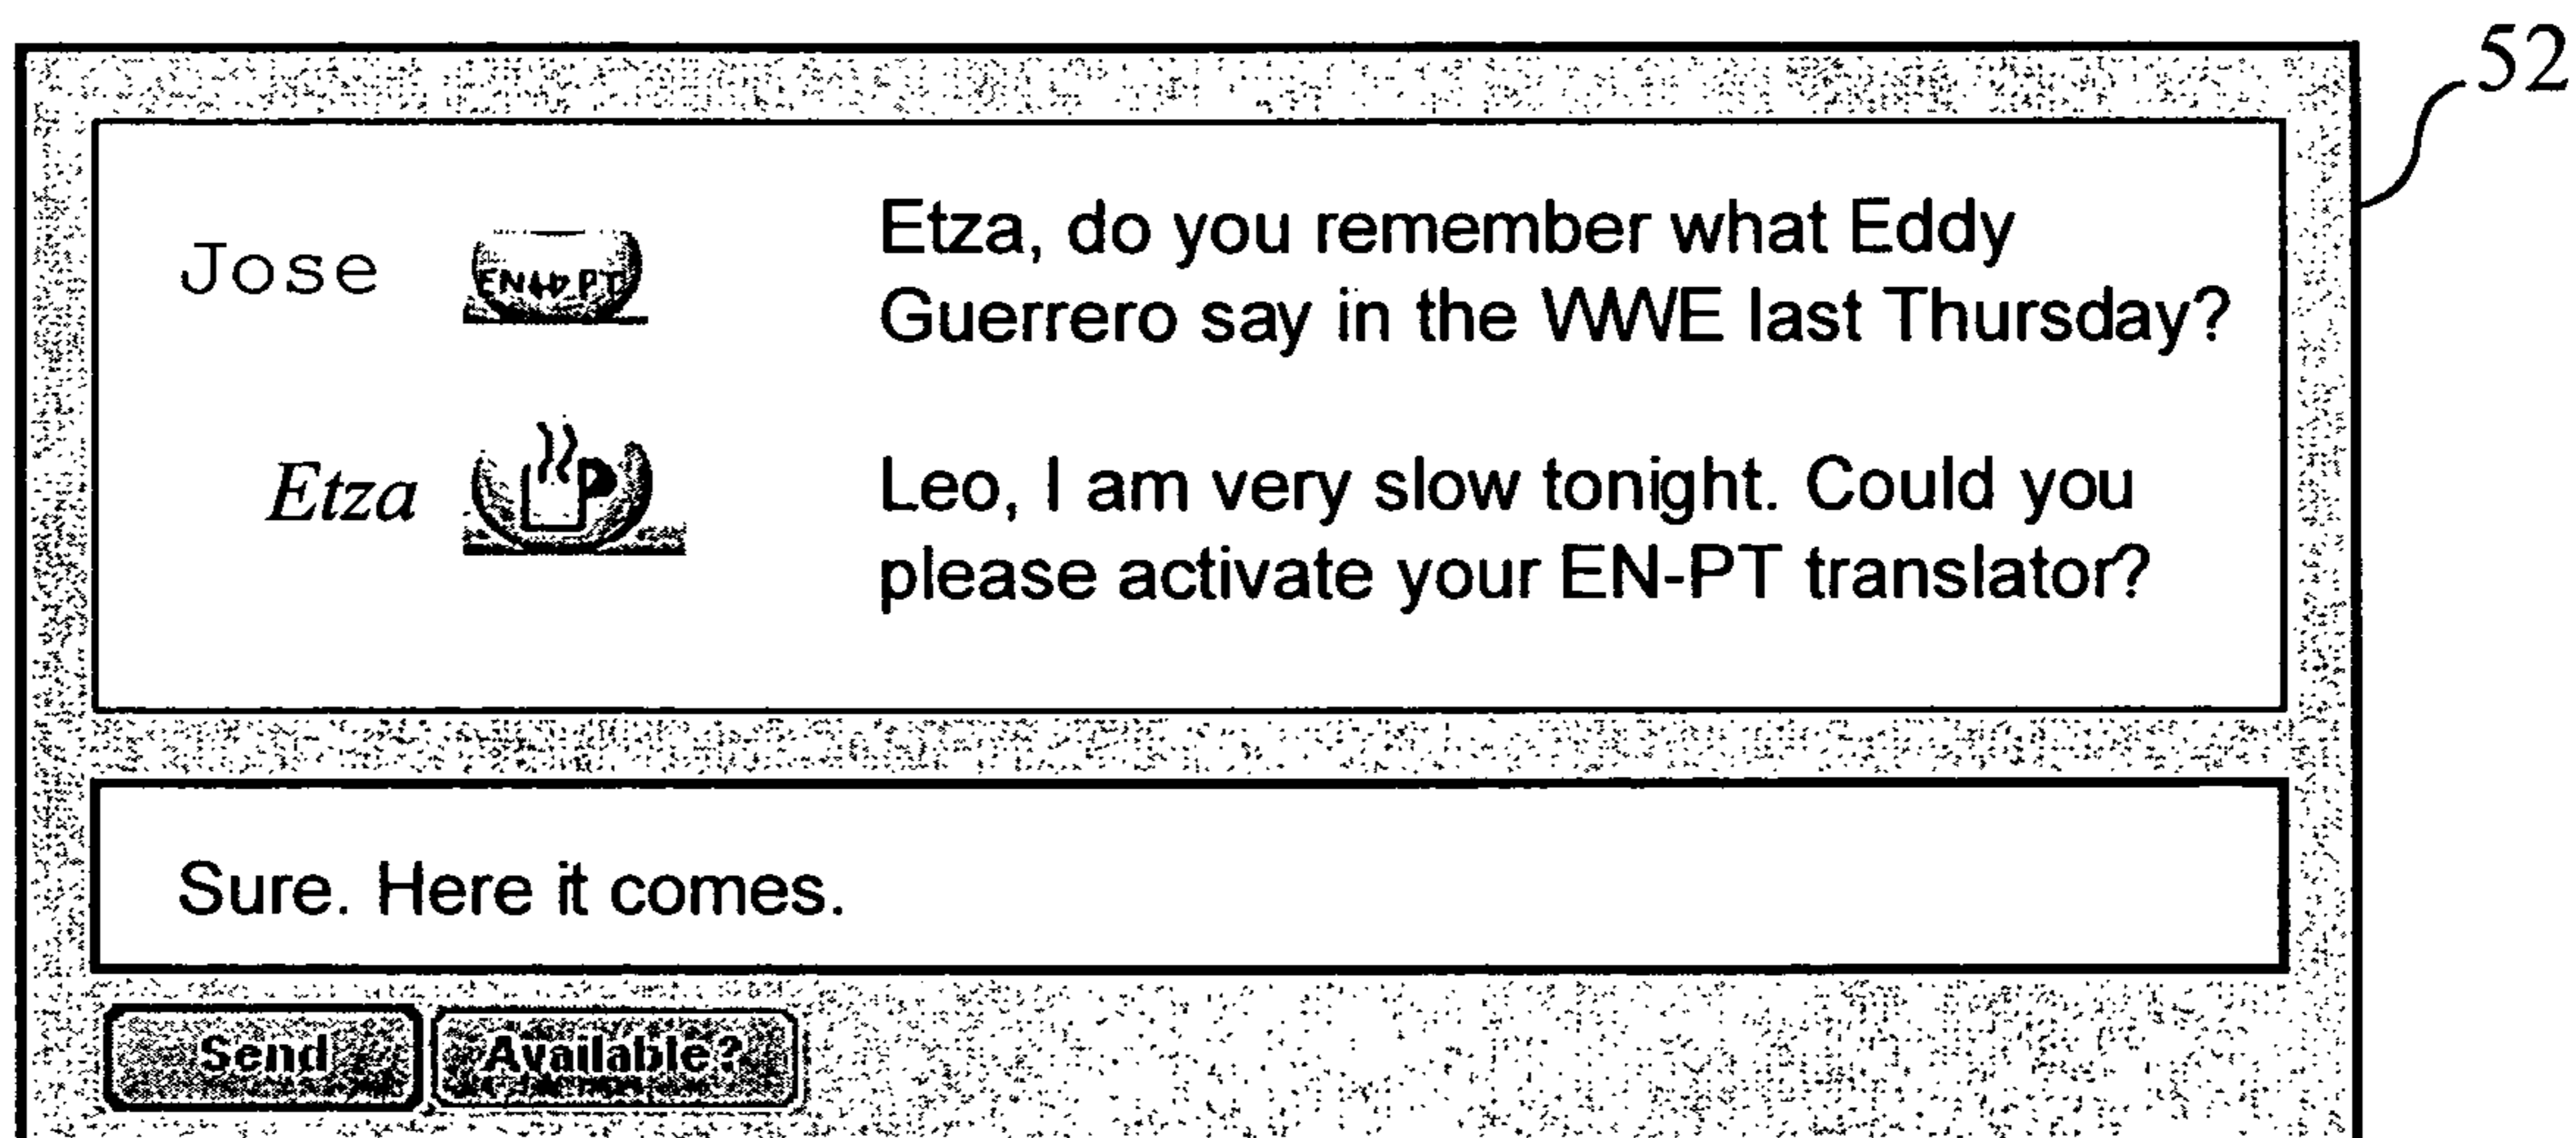 52
Jose EN PT Etza, do you remember what Eddy
Guerrero say in the WWE last Thursday?
Etza Leo, I am very slow tonight. Could you
please activate your EN-PT translator?
Sure. Here it comes.
Send Available?